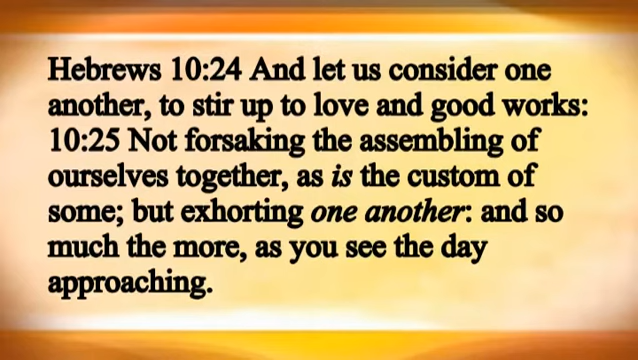 Hebrews 10:24 And let us consider one
another, to stir up to love and good works:
10:25 Not forsaking the assembling of
ourselves together, as is the custom of
some; but exhorting one another: and so
much the more, as you see the day
approaching.